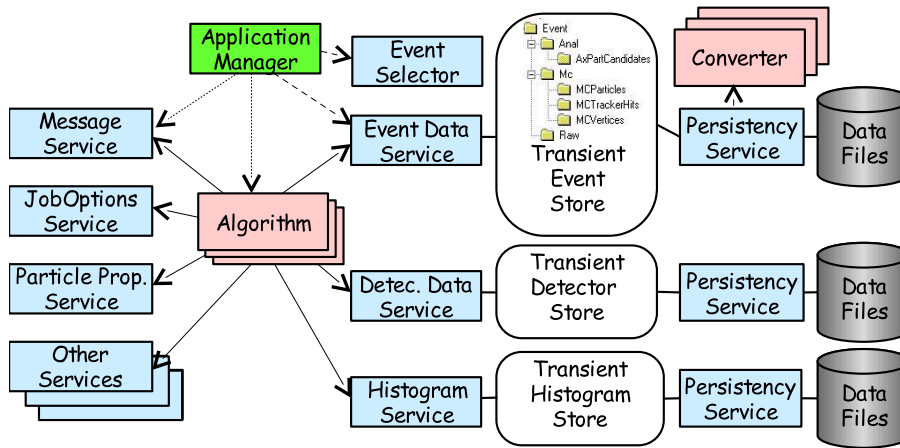 Application
Manager
Event
Selector
Event
Anal
AxPartCandidates
Mc
MCParticles
MCTrackerHits
MCVertices
Raw
Transient
Event
Store
Converter
Message
Service
Event Data
Service
Persistency
Service
Data
Files
JobOptions
Service
Algorithm
Particle Prop.
Service
Detec. Data
Service
Transient
Detector
Store
Persistency
Service
Data
Files
Other
Services
Histogram
Service
Transient
Histogram
Store
Persistency
Service
Data
Files